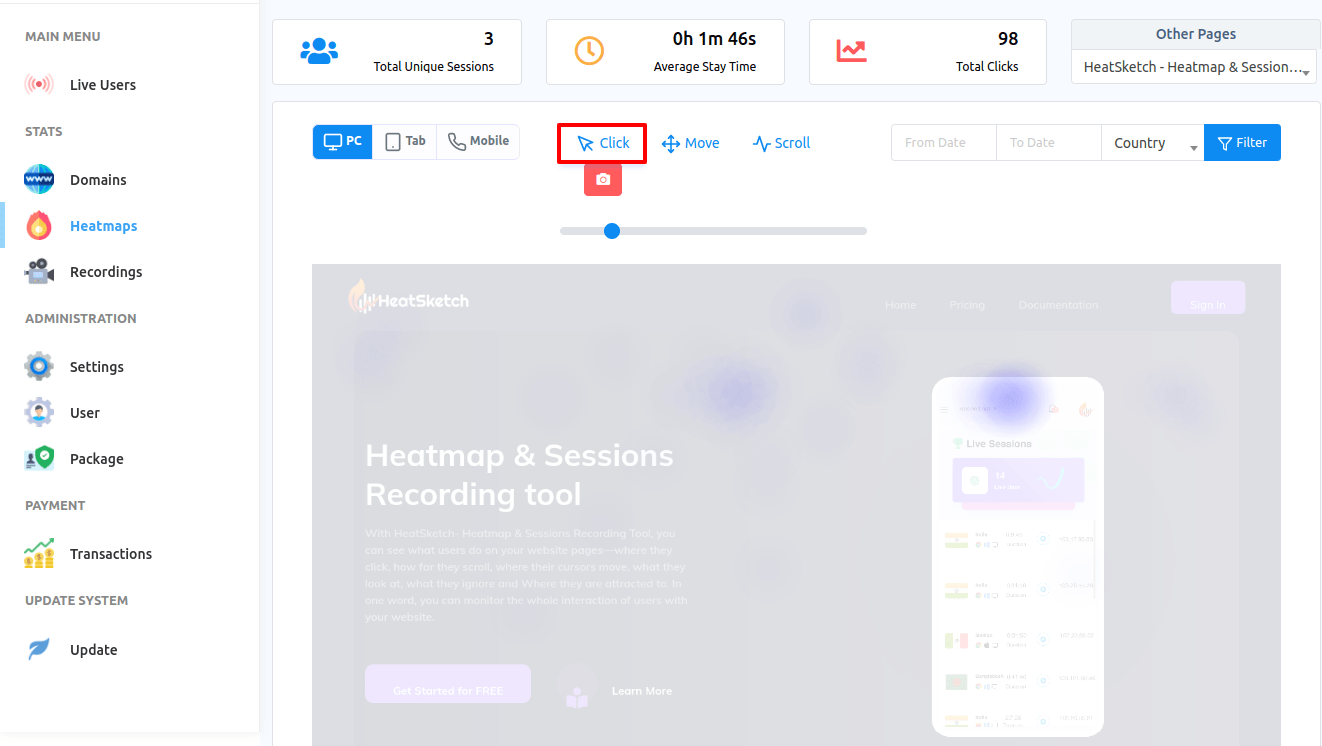 MAIN MENU
Live Users
STATS
Domains
Heatmaps
Recordings
ADMINISTRATION
Settings
User
Package
PAYMENT
Transactions
UPDATE SYSTEM
Update
3
Total Unique Sessions
0h 1m 46s
Average Stay Time
98
Total Clicks
Other Pages
HeatSketch - Heatmap & Session...
PC
Tab
Mobile
Click
Move
Scroll
From Date
To Date
Country
Filter
HeatSketch
Home
Pricing
Documentation
Sign In
Heatmap & Sessions
Recording tool
With HeatSketch- Heatmap & Sessions Recording Tool, you
can see what users do on your website pages—where they
click, how far they scroll, where their cursors move, what they
look at, what they ignore and Where they are attracted to. In
one word, you can monitor the whole interaction of users with
your website.
Get Started for FREE
Learn More
Live Sessions
14